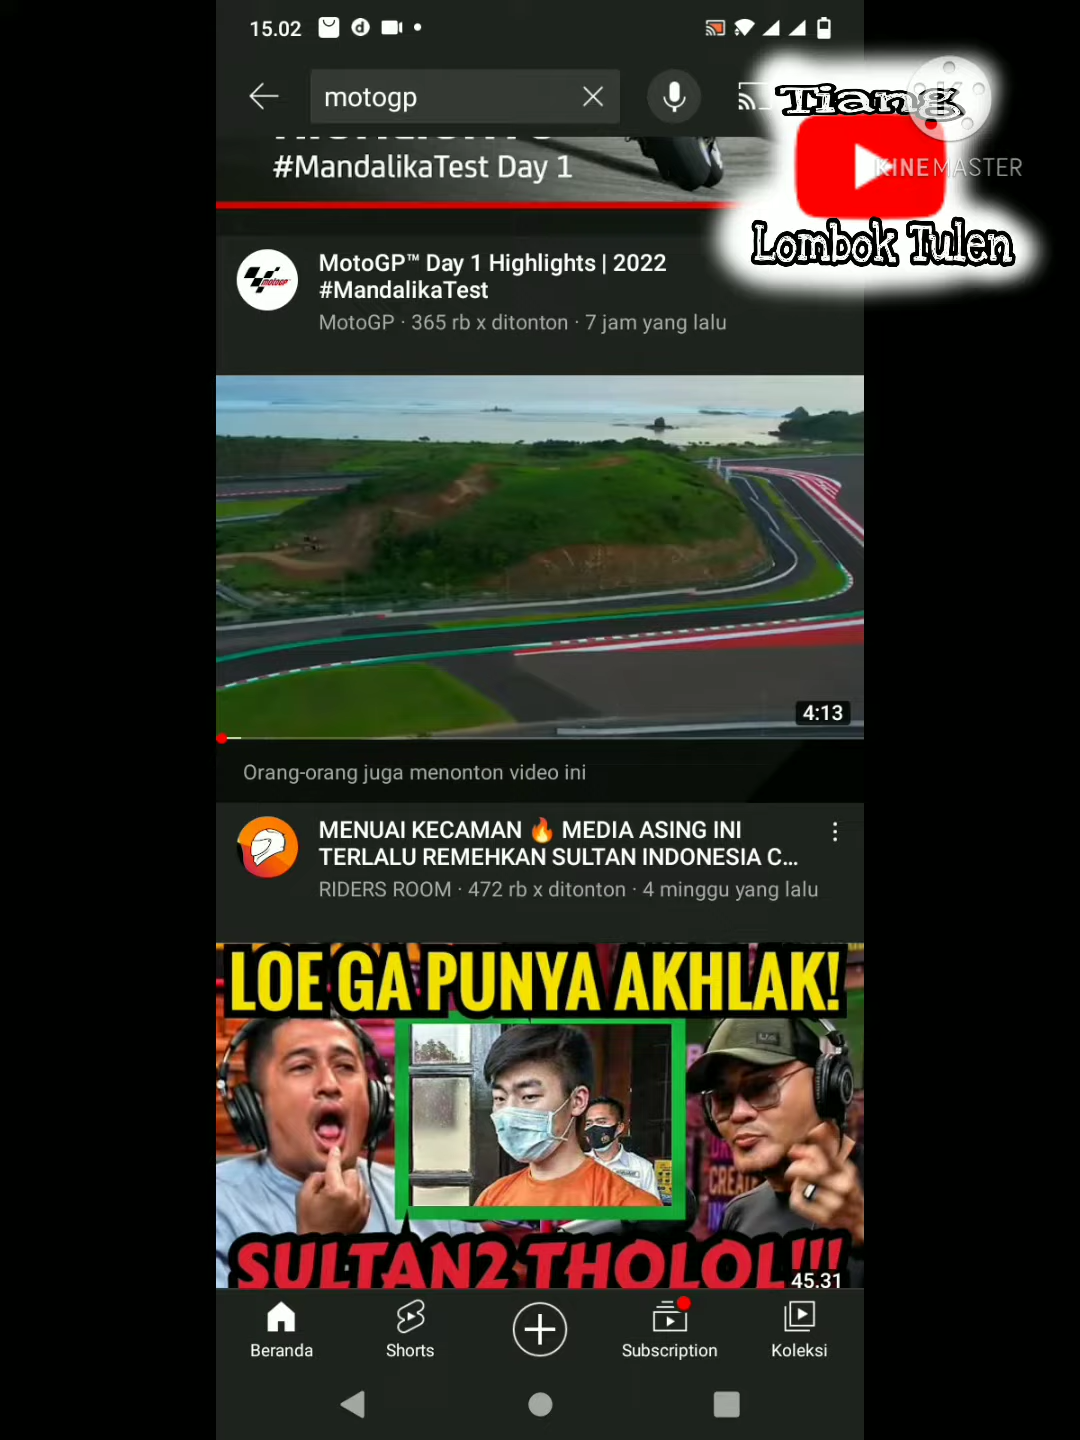 15.02
motogp
Tiang
KINEMASTER
#MandalikaTest Day 1
Lombok Tulen
MotoGP™ Day 1 Highlights | 2022
#MandalikaTest
MotoGP · 365 rb x ditonton · 7 jam yang lalu
4:13
Orang-orang juga menonton video ini
MENUAI KECAMAN 🔥 MEDIA ASING INI
TERLALU REMEHKAN SULTAN INDONESIA C...
RIDERS ROOM · 472 rb x ditonton · 4 minggu yang lalu
LOE GA PUNYA AKHLAK!
SULTAN2 THOLOL!!!
45.31
Beranda
Shorts
Subscription
Koleksi